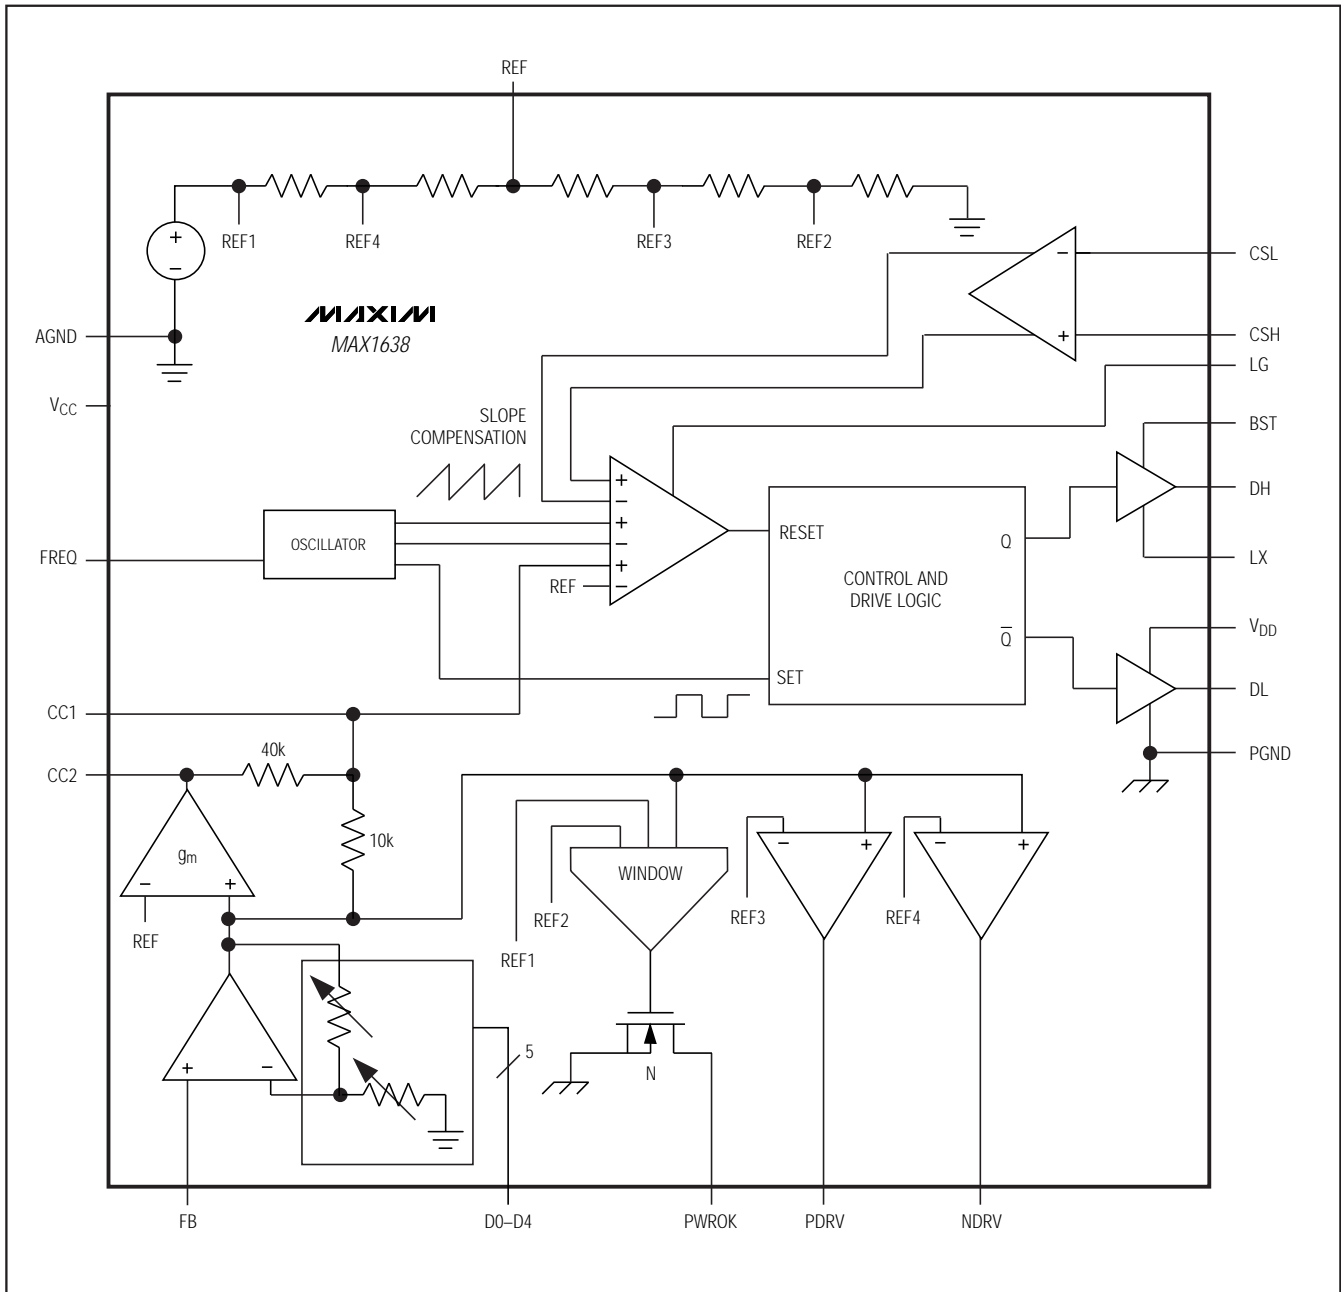 REF
REF1
REF4
REF3
REF2
+
−
−
CSL
MAXIM
MAX1638
AGND
+
CSH
LG
VCC
SLOPE
COMPENSATION
BST
+
−
DH
+
RESET
OSCILLATOR
−
Q
FREQ
+
LX
REF
−
CONTROL AND
DRIVE LOGIC
VDD
Q̅
SET
DL
CC1
40k
PGND
CC2
10k
−
+
−
+
gm
WINDOW
−
+
REF3
REF4
REF2
REF
REF1
5
+
−
N
FB
D0–D4
PWROK
PDRV
NDRV